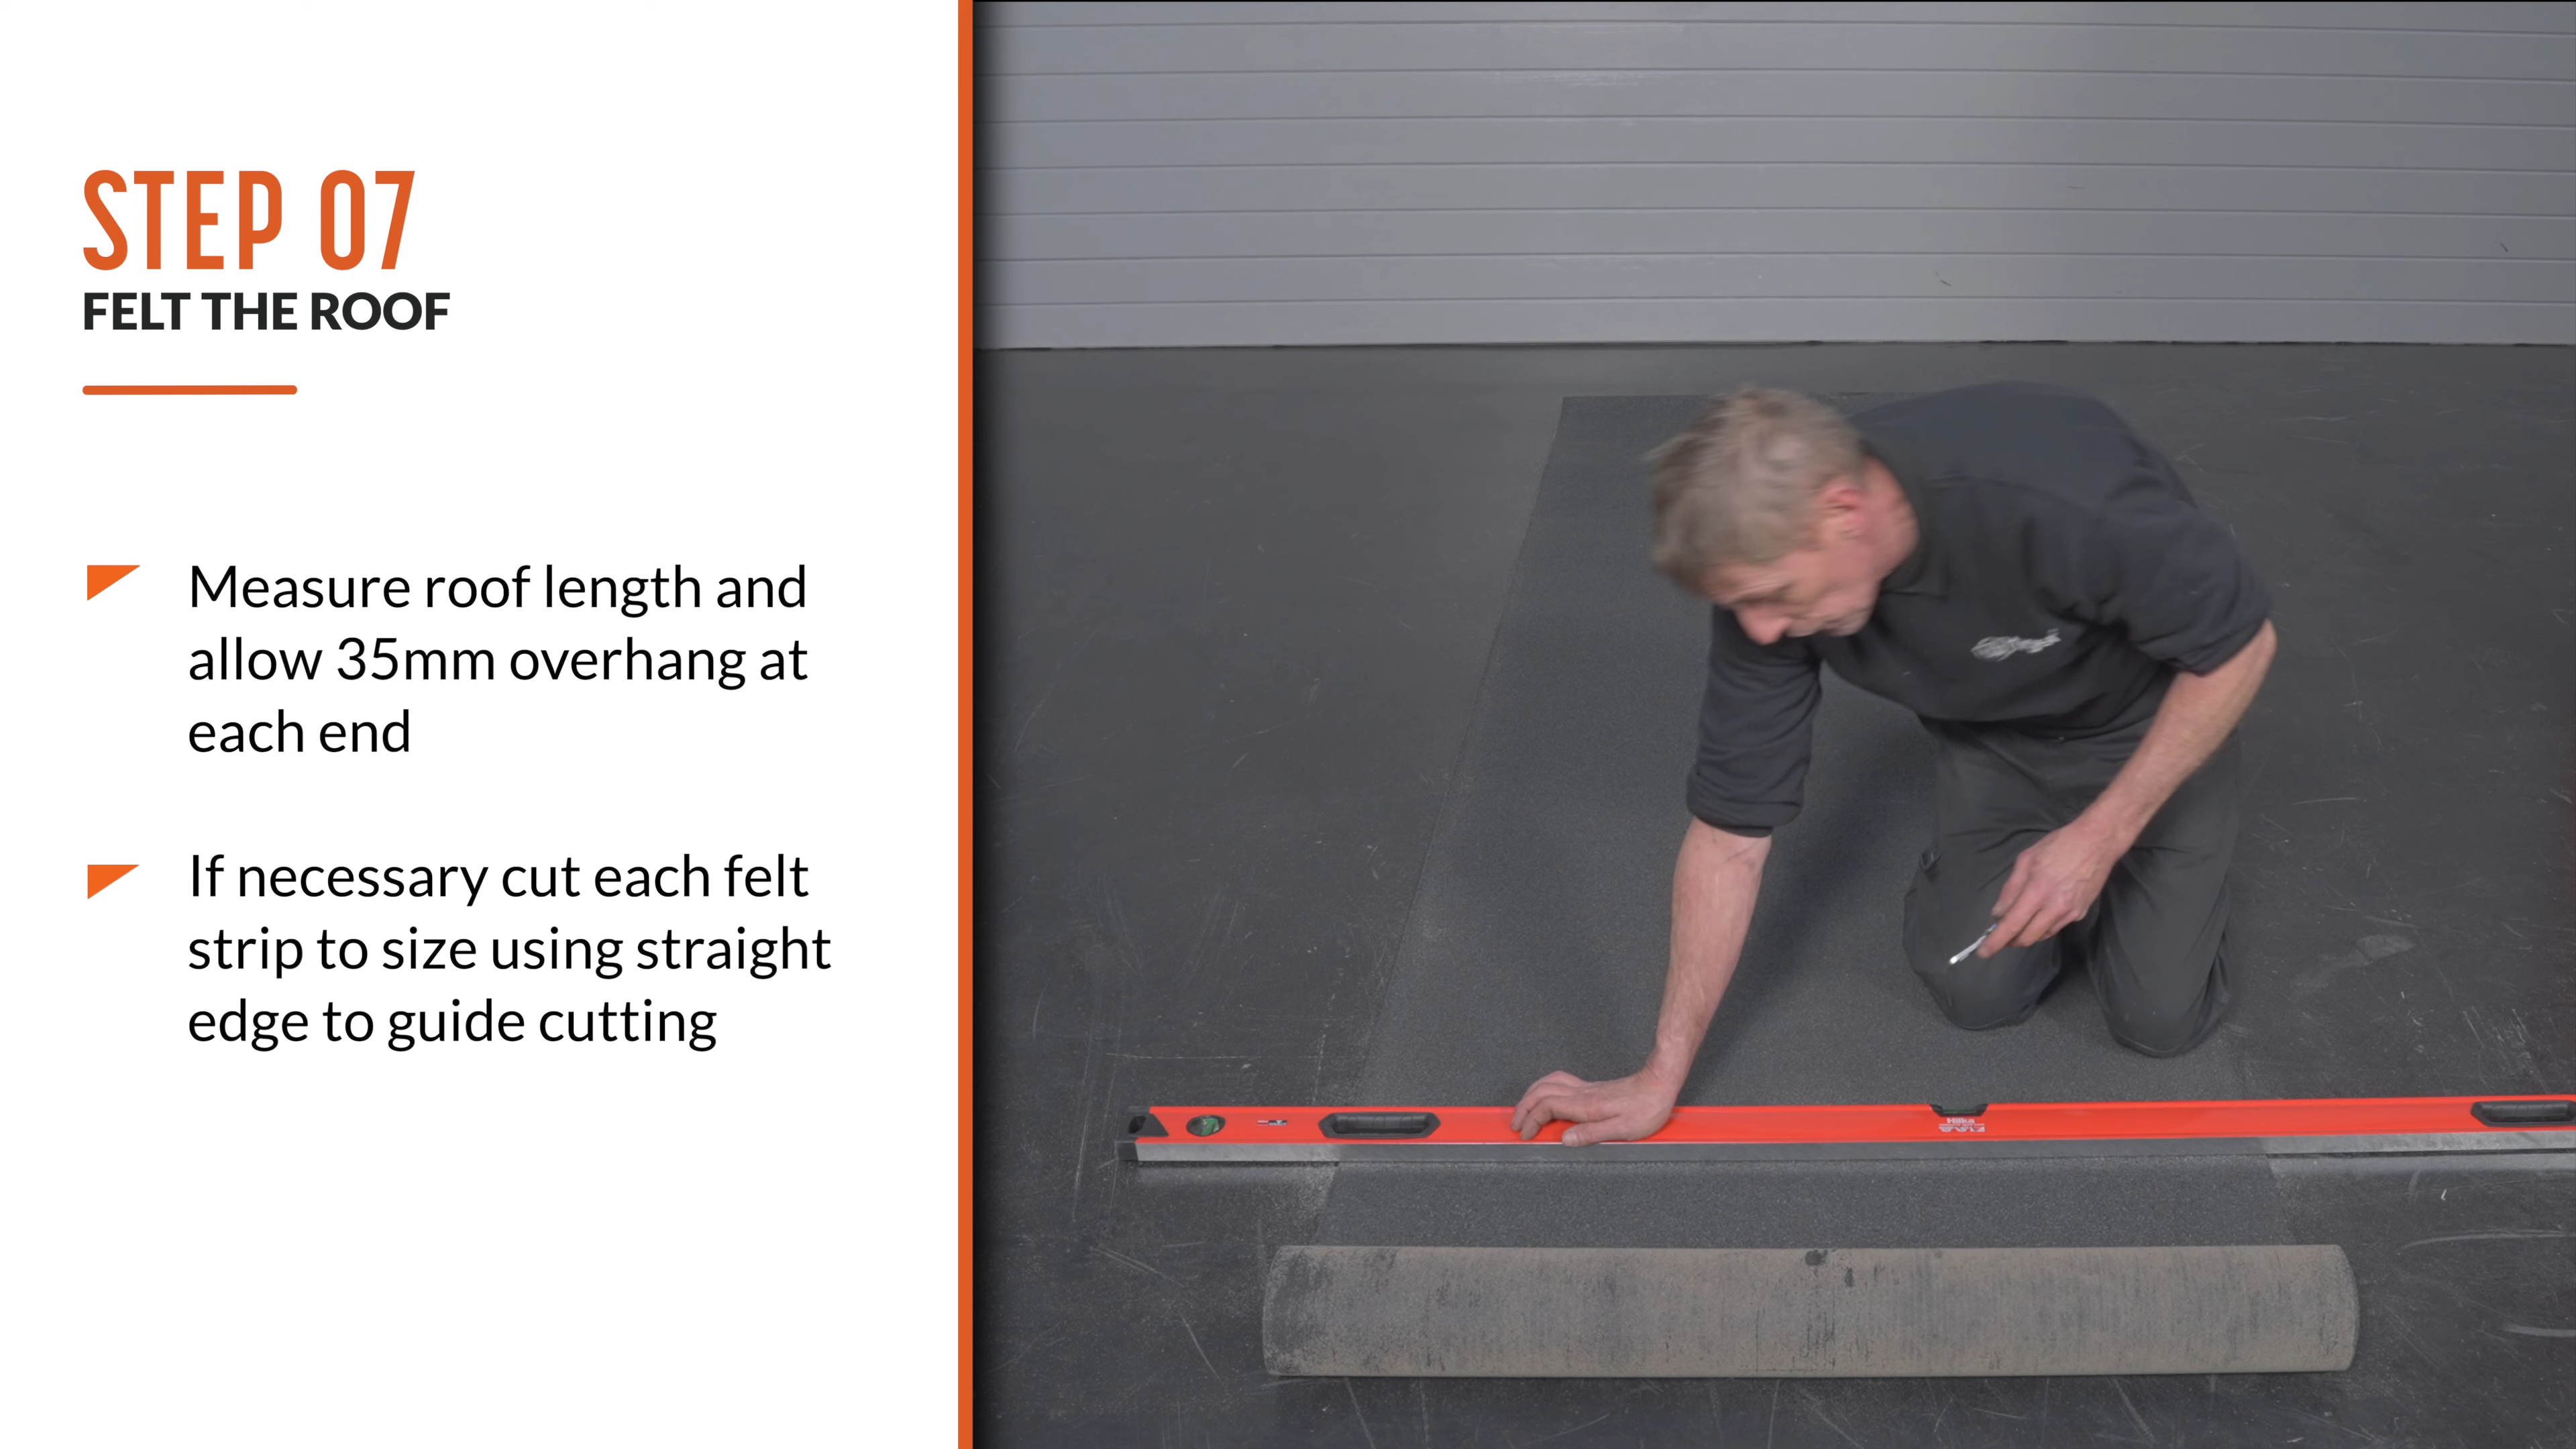 STEP 07
FELT THE ROOF
Measure roof length and
allow 35mm overhang at
each end
If necessary cut each felt
strip to size using straight
edge to guide cutting